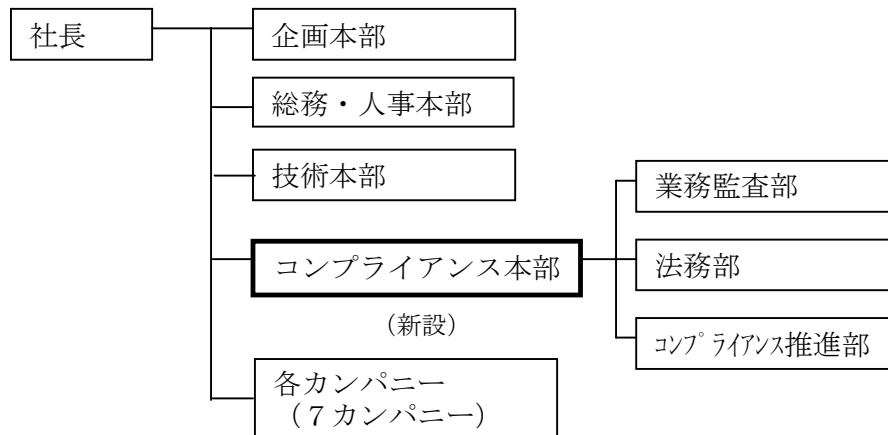 社長
企画本部
総務・人事本部
技術本部
コンプライアンス本部
(新設)
業務監査部
法務部
ｺﾝﾌﾟﾗｲｱﾝｽ推進部
各カンパニー
(７カンパニー)